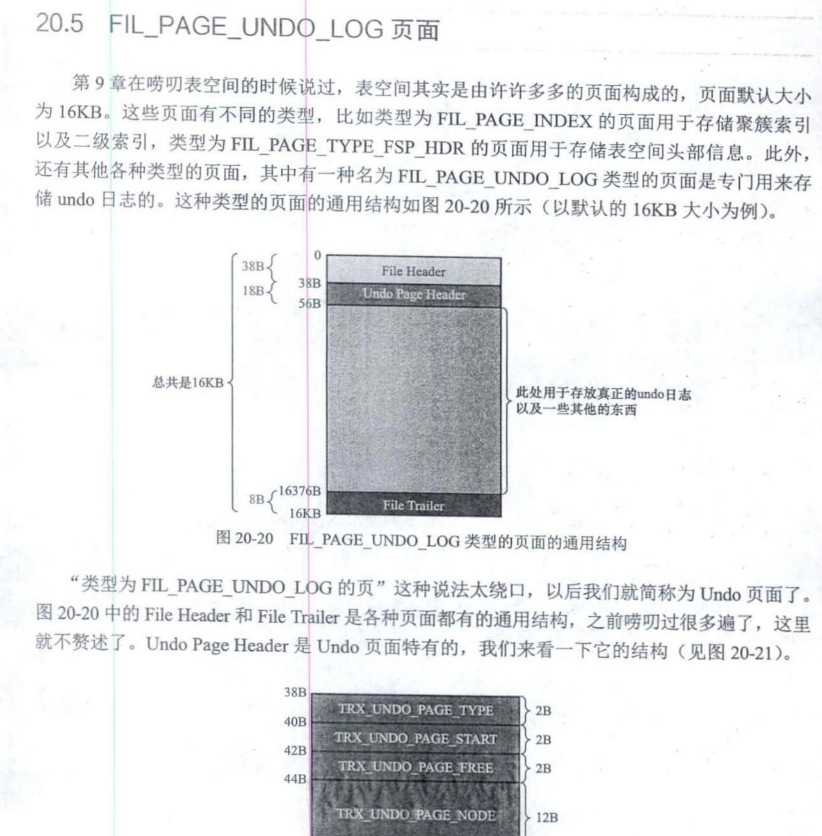 20.5 FIL_PAGE_UNDO_LOG 页面
第 9 章在唠叨表空间的时候说过，表空间其实是由许许多多的页面构成的，页面默认大小
为 16KB。这些页面有不同的类型，比如类型为 FIL_PAGE_INDEX 的页面用于存储聚簇索引
以及二级索引，类型为 FIL_PAGE_TYPE_FSP_HDR 的页面用于存储表空间头部信息。此外，
还有其他各种类型的页面，其中有一种名为 FIL_PAGE_UNDO_LOG 类型的页面是专门用来存
储 undo 日志的。这种类型的页面的通用结构如图 20-20 所示（以默认的 16KB 大小为例）。
0
38B
File Header
38B
18B
Undo Page Header
56B
总共是16KB
此处用于存放真正的undo日志
以及一些其他的东西
16376B
8B
File Trailer
16KB
图 20-20 FIL_PAGE_UNDO_LOG 类型的页面的通用结构
“类型为 FIL_PAGE_UNDO_LOG 的页”这种说法太绕口，以后我们就简称为 Undo 页面了。
图 20-20 中的 File Header 和 File Trailer 是各种页面都有的通用结构，之前唠叨过很多遍了，这里
就不赘述了。Undo Page Header 是 Undo 页面特有的，我们来看一下它的结构（见图 20-21）。
38B
TRX_UNDO_PAGE_TYPE 2B
40B
TRX_UNDO_PAGE_START 2B
42B
TRX_UNDO_PAGE_FREE 2B
44B
TRX_UNDO_PAGE_NODE 12B